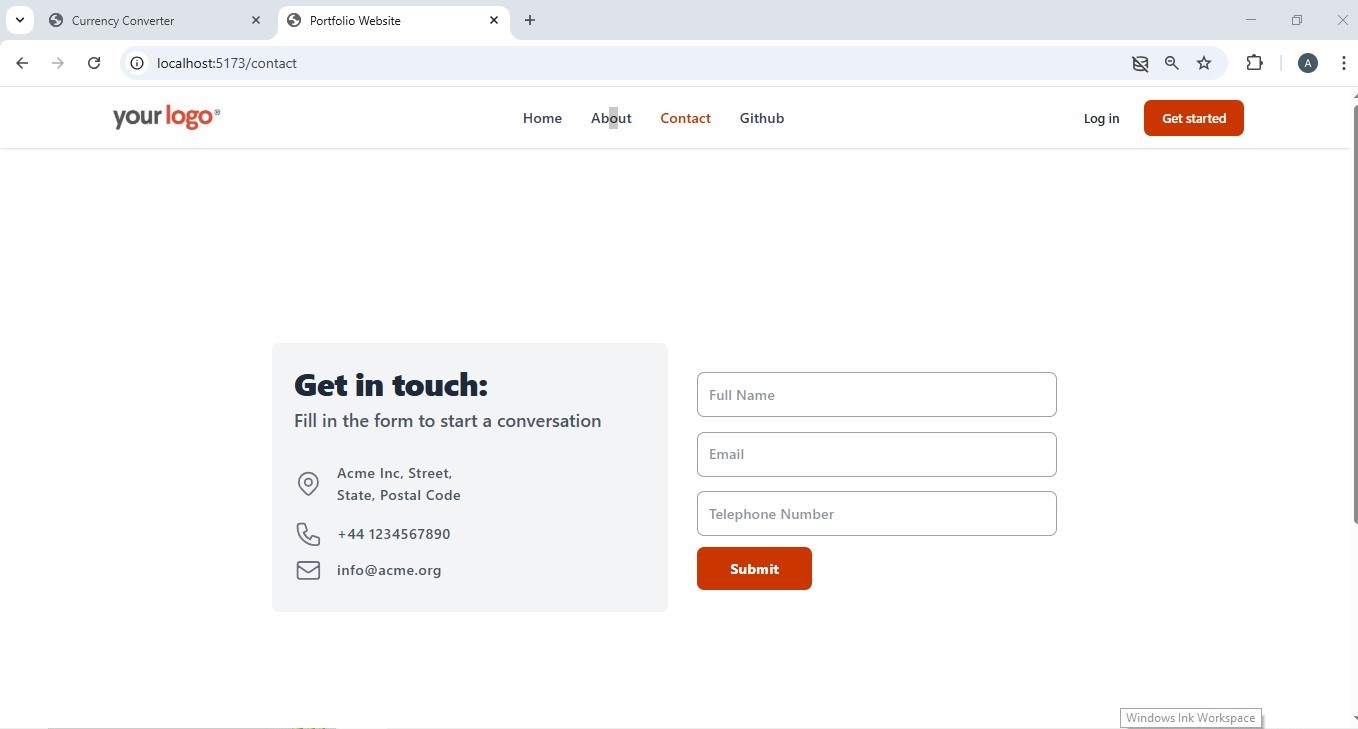 Currency Converter
Portfolio Website
localhost:5173/contact
A
your logo®
Home About Contact Github
Log in
Get started
Get in touch:
Fill in the form to start a conversation
Acme Inc, Street,
State, Postal Code
+44 1234567890
info@acme.org
Full Name
Email
Telephone Number
Submit
Windows Ink Workspace